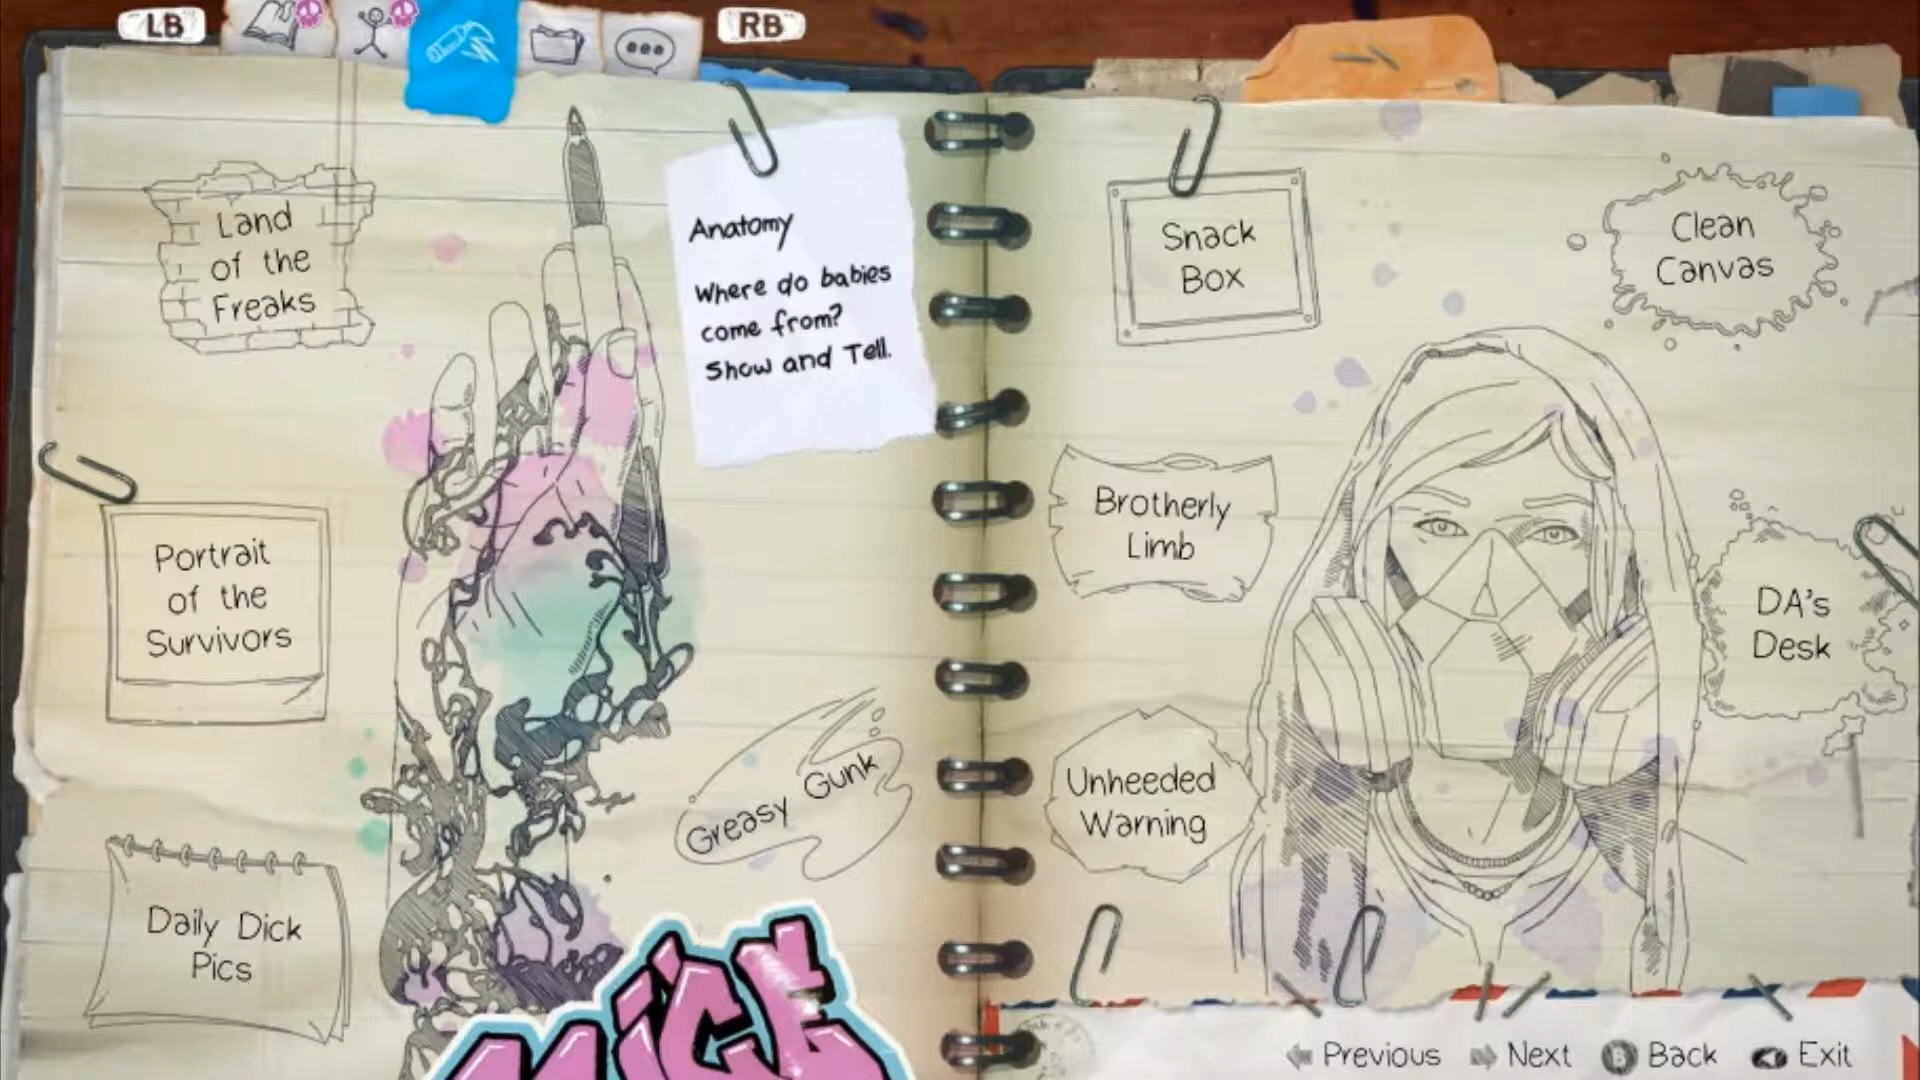 LB
RB
Land
of the
Freaks
Anatomy
Where do babies
come from?
Show and Tell.
Portrait
of the
Survivors
Greasy Gunk
Daily Dick
Pics
NiCE
Snack
Box
Clean
Canvas
Brotherly
Limb
DA's
Desk
Unheeded
Warning
Previous
Next
B Back
Exit